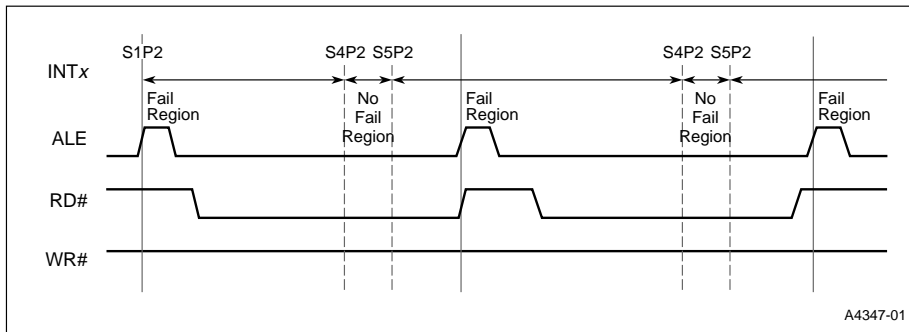 S1P2 S4P2 S5P2 S4P2 S5P2
INTx
Fail Region
No Fail Region
Fail Region
No Fail Region
Fail Region
ALE
RD#
WR#
A4347-01